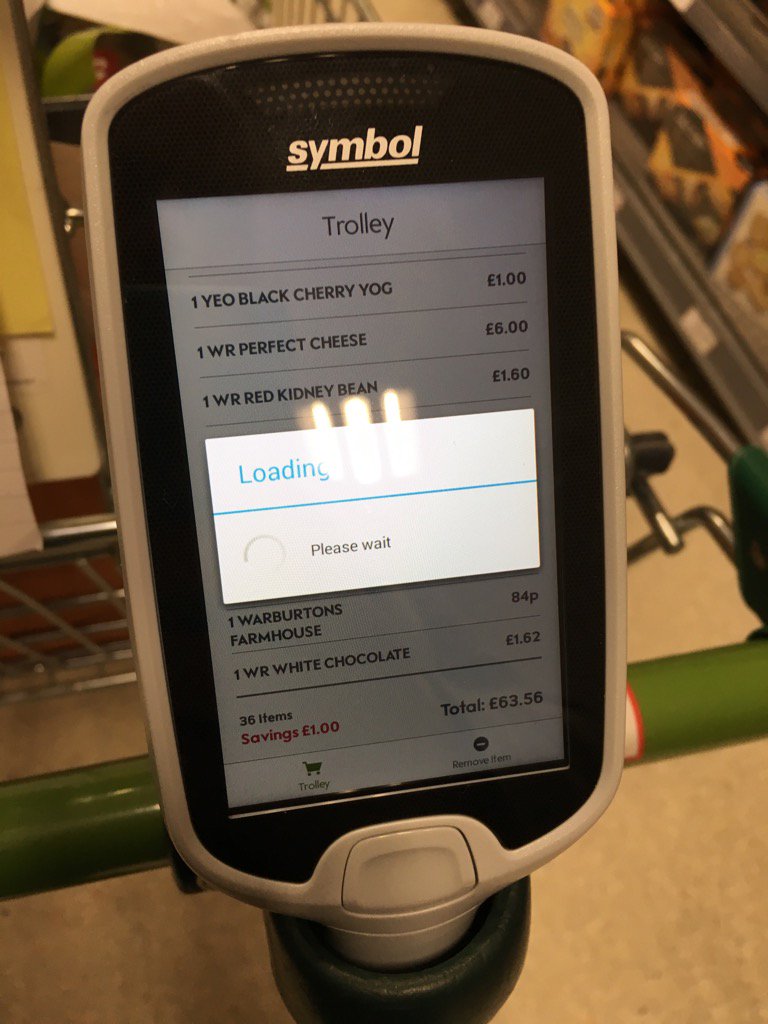 symbol
Trolley
1 YEO BLACK CHERRY YOG £1.00
1 WR PERFECT CHEESE £6.00
1 WR RED KIDNEY BEAN £1.60
Loading
Please wait
1 WARBURTONS 84p
FARMHOUSE
1 WR WHITE CHOCOLATE £1.62
36 Items Total: £63.56
Savings £1.00
Trolley Remove Item